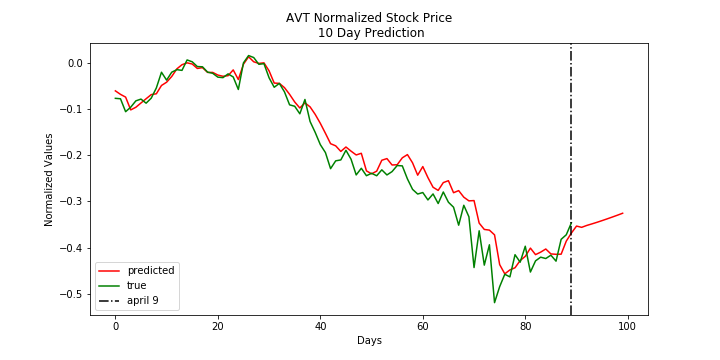 AVT Normalized Stock Price
10 Day Prediction
Normalized Values
0.0
−0.1
−0.2
−0.3
−0.4
−0.5
predicted
true
april 9
0
20
40
60
80
100
Days